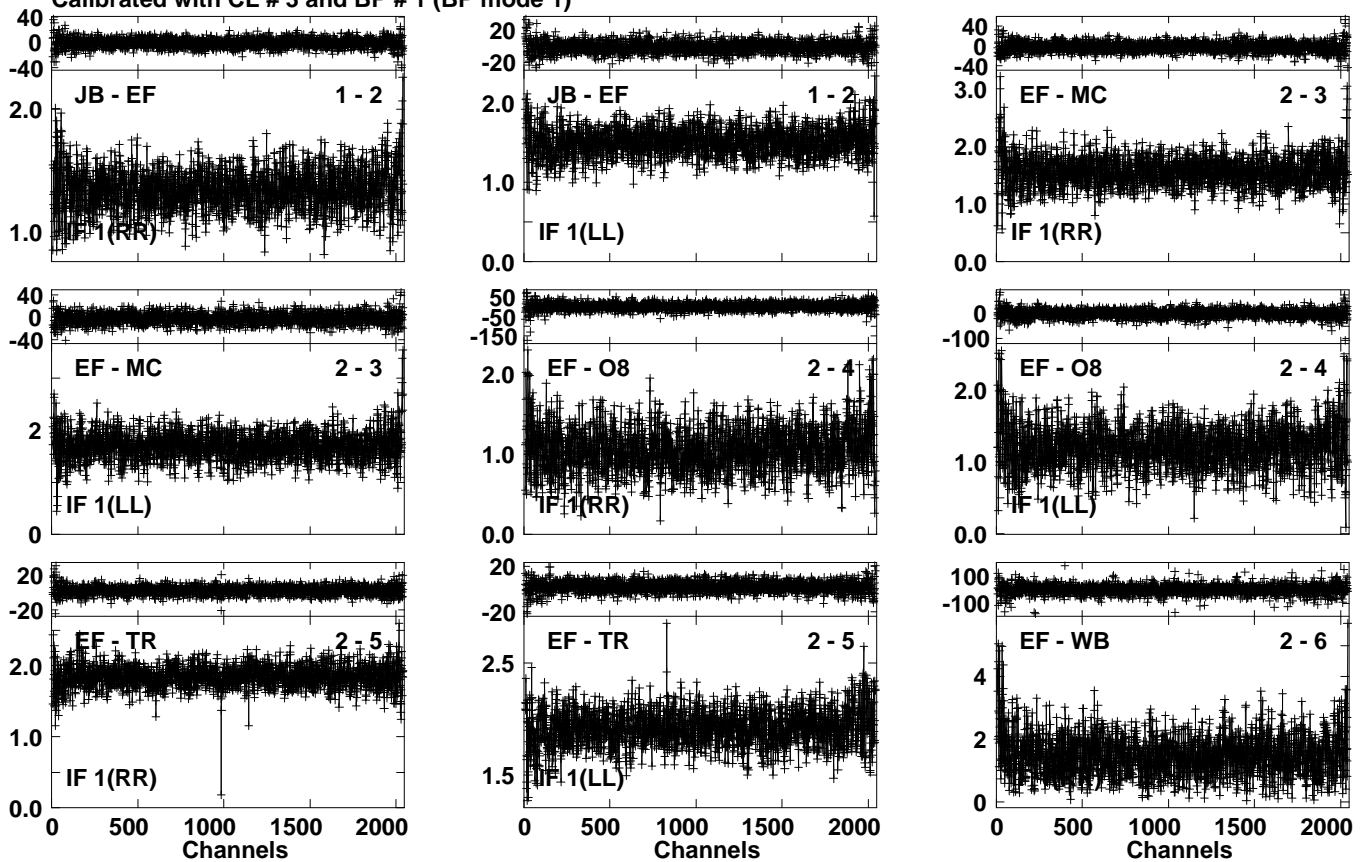 Calibrated with CL # 3 and BP # 1 (BP mode 1)
40
0
-40
JB - EF 1 - 2
2.0
1.0
IF 1(RR)
20
-20
JB - EF 1 - 2
2.0
1.0
0.0
IF 1(LL)
40
0
-40
EF - MC 2 - 3
3.0
2.0
1.0
0.0
IF 1(RR)
40
0
-40
EF - MC 2 - 3
2
0
IF 1(LL)
50
-50
-150
EF - O8 2 - 4
2.0
1.0
0.0
IF 1(RR)
0
-100
EF - O8 2 - 4
2.0
1.0
0.0
IF 1(LL)
20
-20
EF - TR 2 - 5
2.0
1.0
0.0
IF 1(RR)
0 500 1000 1500 2000
Channels
20
-20
EF - TR 2 - 5
2.5
1.5
IF 1(LL)
0 500 1000 1500 2000
Channels
100
-100
EF - WB 2 - 6
4
2
0
0 500 1000 1500 2000
Channels